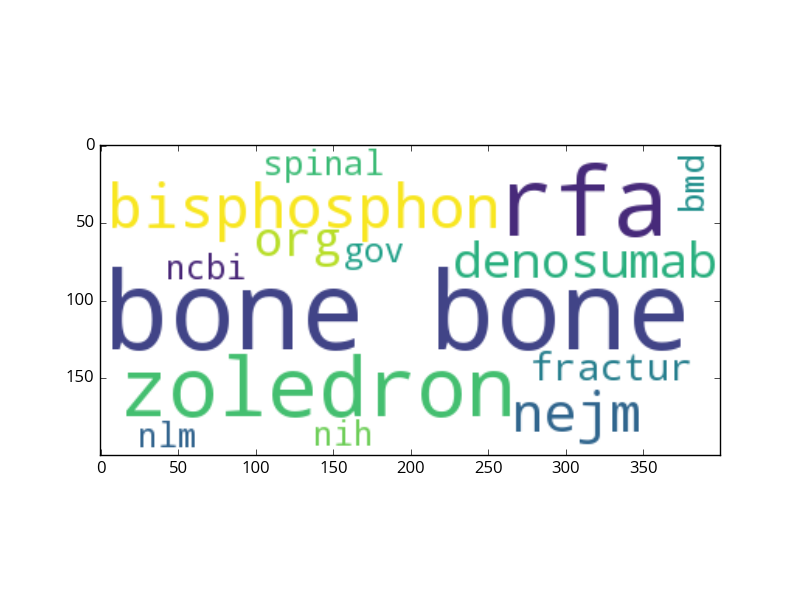 0
spinal
bmd
bisphosphon rfa
50
org gov
ncbi denosumab
100
bone bone
150
zoledron fractur
nejm
nlm nih
0 50 100 150 200 250 300 350